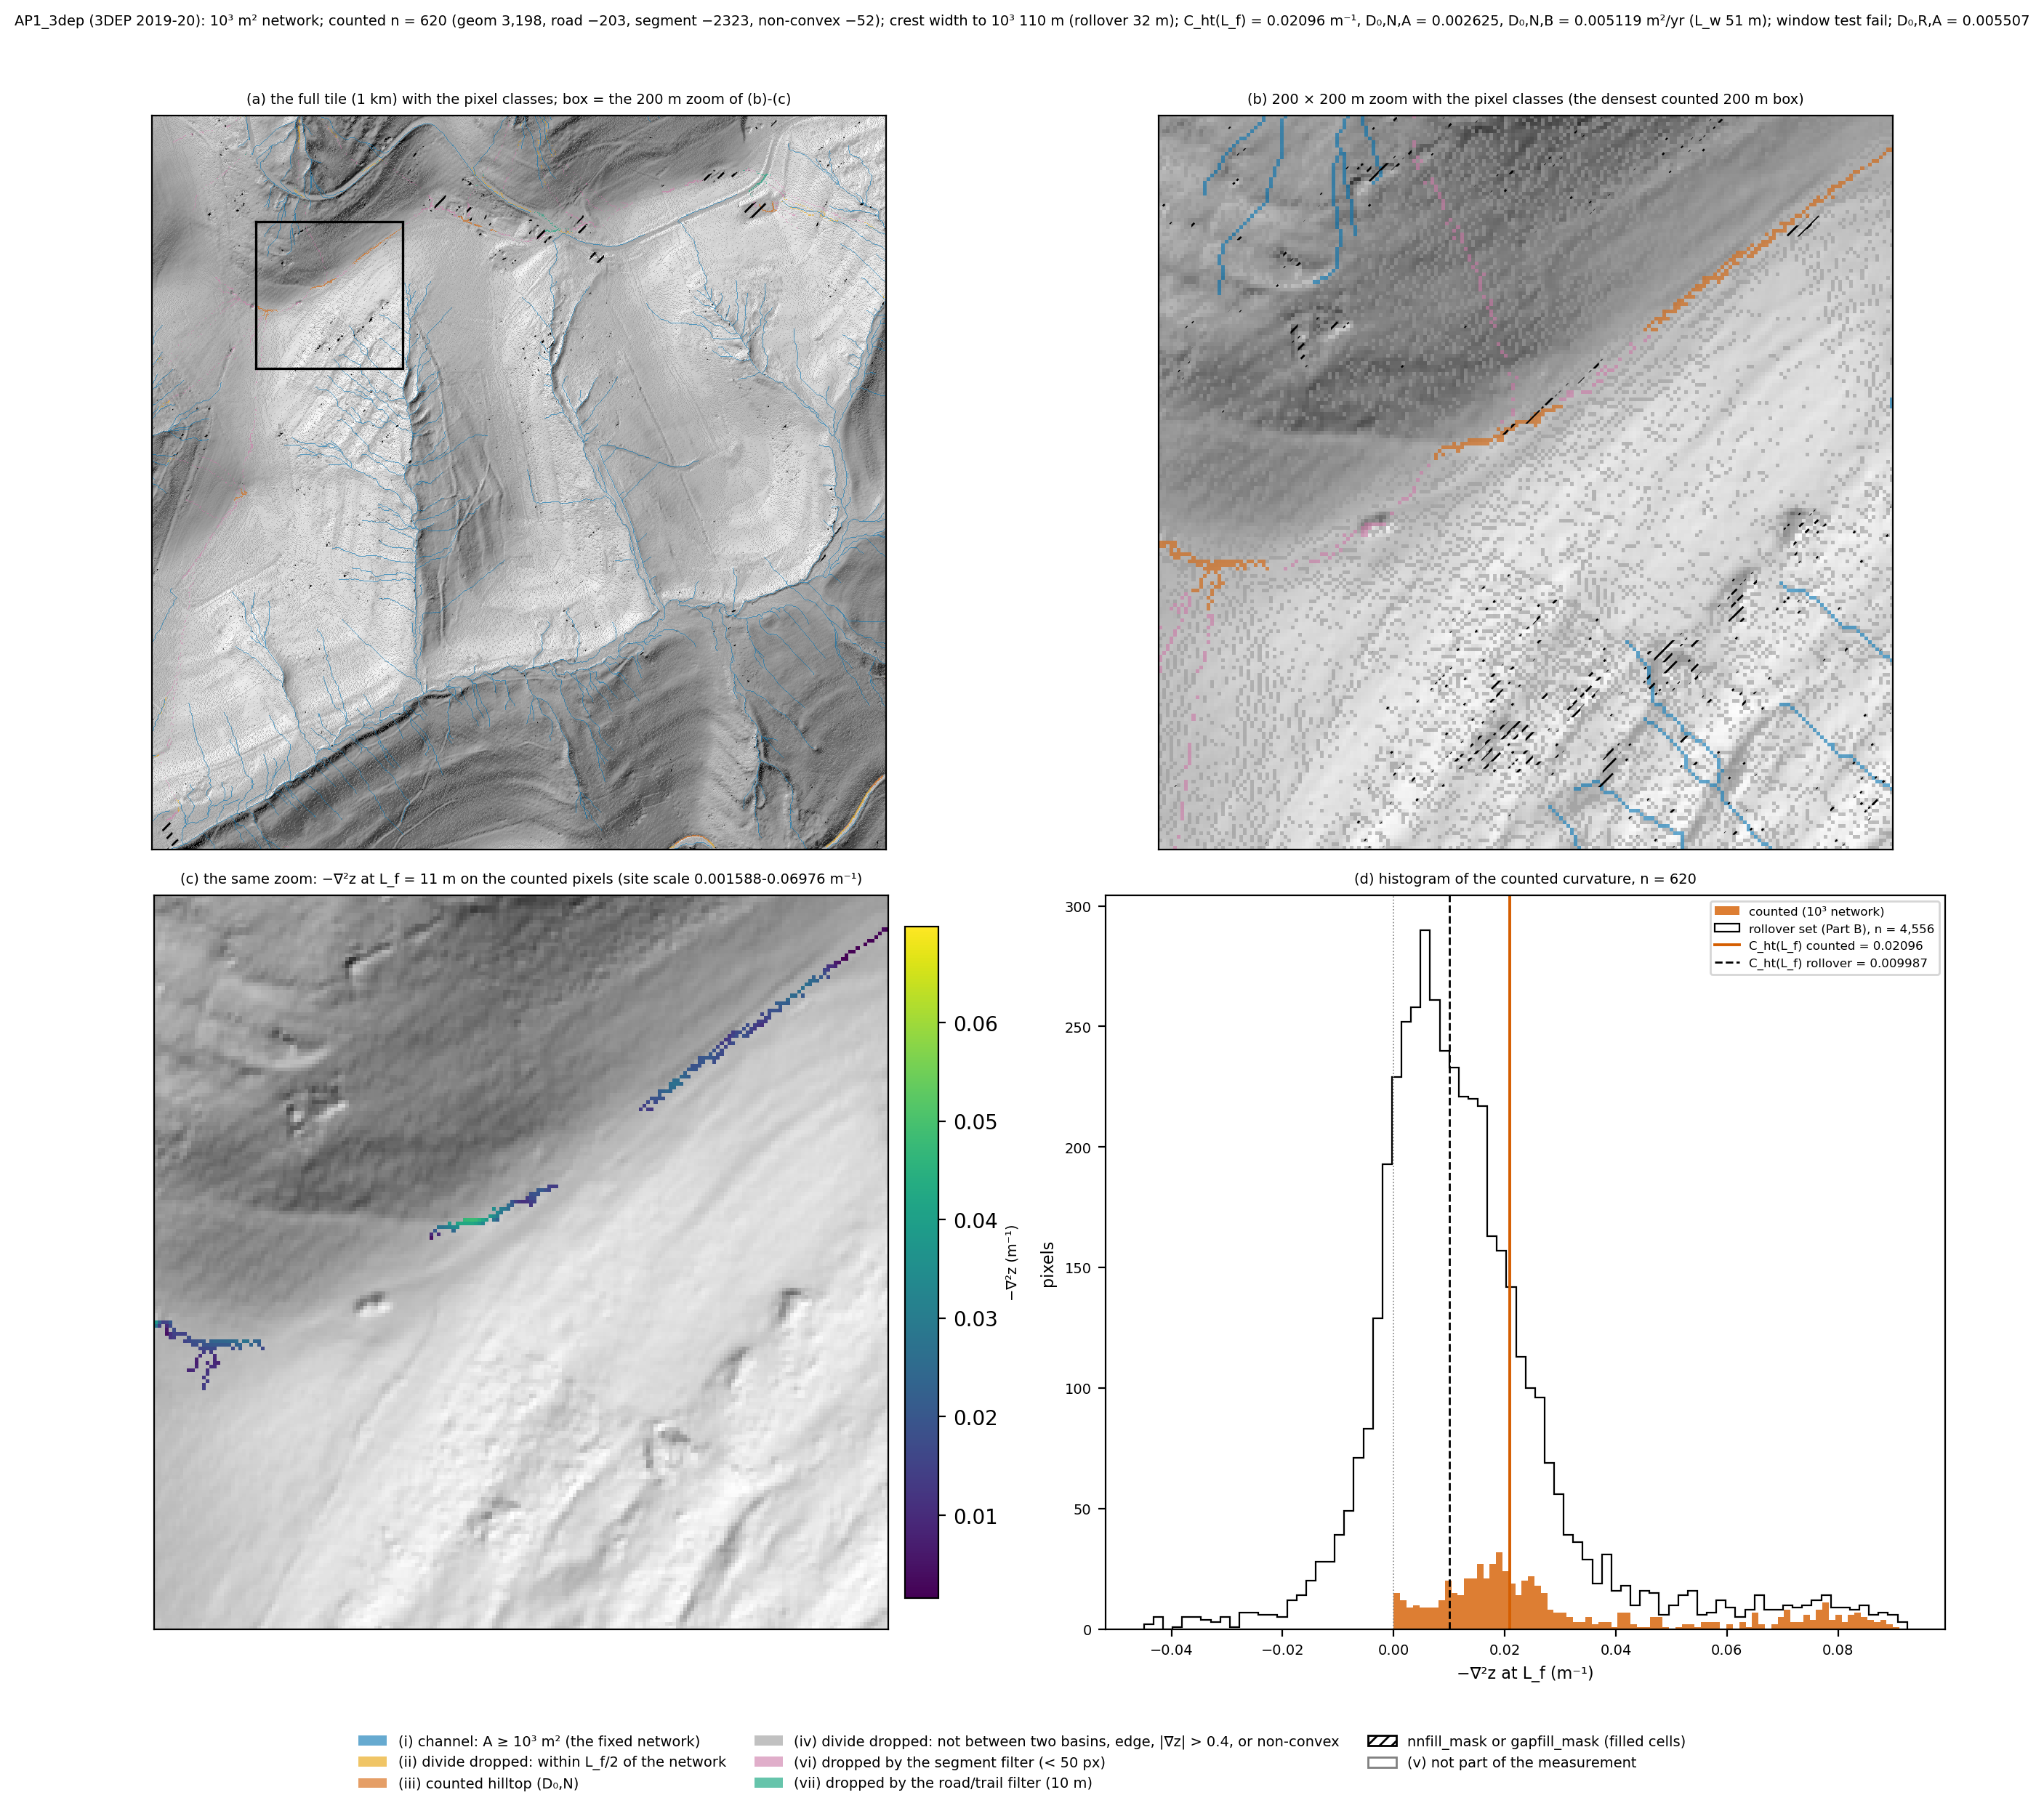 AP1_3dep (3DEP 2019-20): 10³ m² network; counted n = 620 (geom 3,198, road −203, segment −2323, non-convex −52); crest width to 10³ 110 m (rollover 32 m); C_ht(L_f) = 0.02096 m⁻¹, D₀,N,A = 0.002625, D₀,N,B = 0.005119 m²/yr (L_w 51 m); window test fail; D₀,R,A = 0.005507
(a) the full tile (1 km) with the pixel classes; box = the 200 m zoom of (b)-(c)
(b) 200 × 200 m zoom with the pixel classes (the densest counted 200 m box)
(c) the same zoom: −∇²z at L_f = 11 m on the counted pixels (site scale 0.001588-0.06976 m⁻¹)
0.06
0.05
0.04
0.03
0.02
0.01
−∇²z (m⁻¹)
(d) histogram of the counted curvature, n = 620
counted (10³ network)
rollover set (Part B), n = 4,556
C_ht(L_f) counted = 0.02096
C_ht(L_f) rollover = 0.009987
300
250
200
150
100
50
0
pixels
−0.04
−0.02
0.00
0.02
0.04
0.06
0.08
−∇²z at L_f (m⁻¹)
(i) channel: A ≥ 10³ m² (the fixed network)
(ii) divide dropped: within L_f/2 of the network
(iii) counted hilltop (D₀,N)
(iv) divide dropped: not between two basins, edge, |∇z| > 0.4, or non-convex
(vi) dropped by the segment filter (< 50 px)
(vii) dropped by the road/trail filter (10 m)
nnfill_mask or gapfill_mask (filled cells)
(v) not part of the measurement